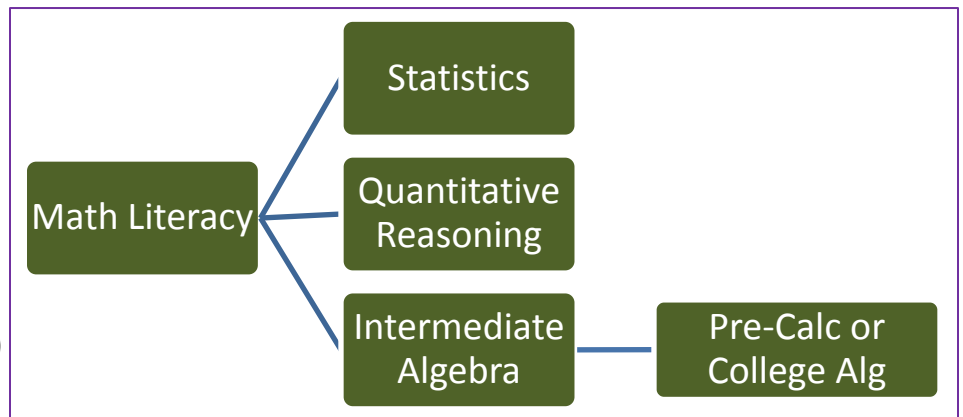 Statistics
Math Literacy
Quantitative
Reasoning
Intermediate
Algebra
Pre-Calc or
College Alg